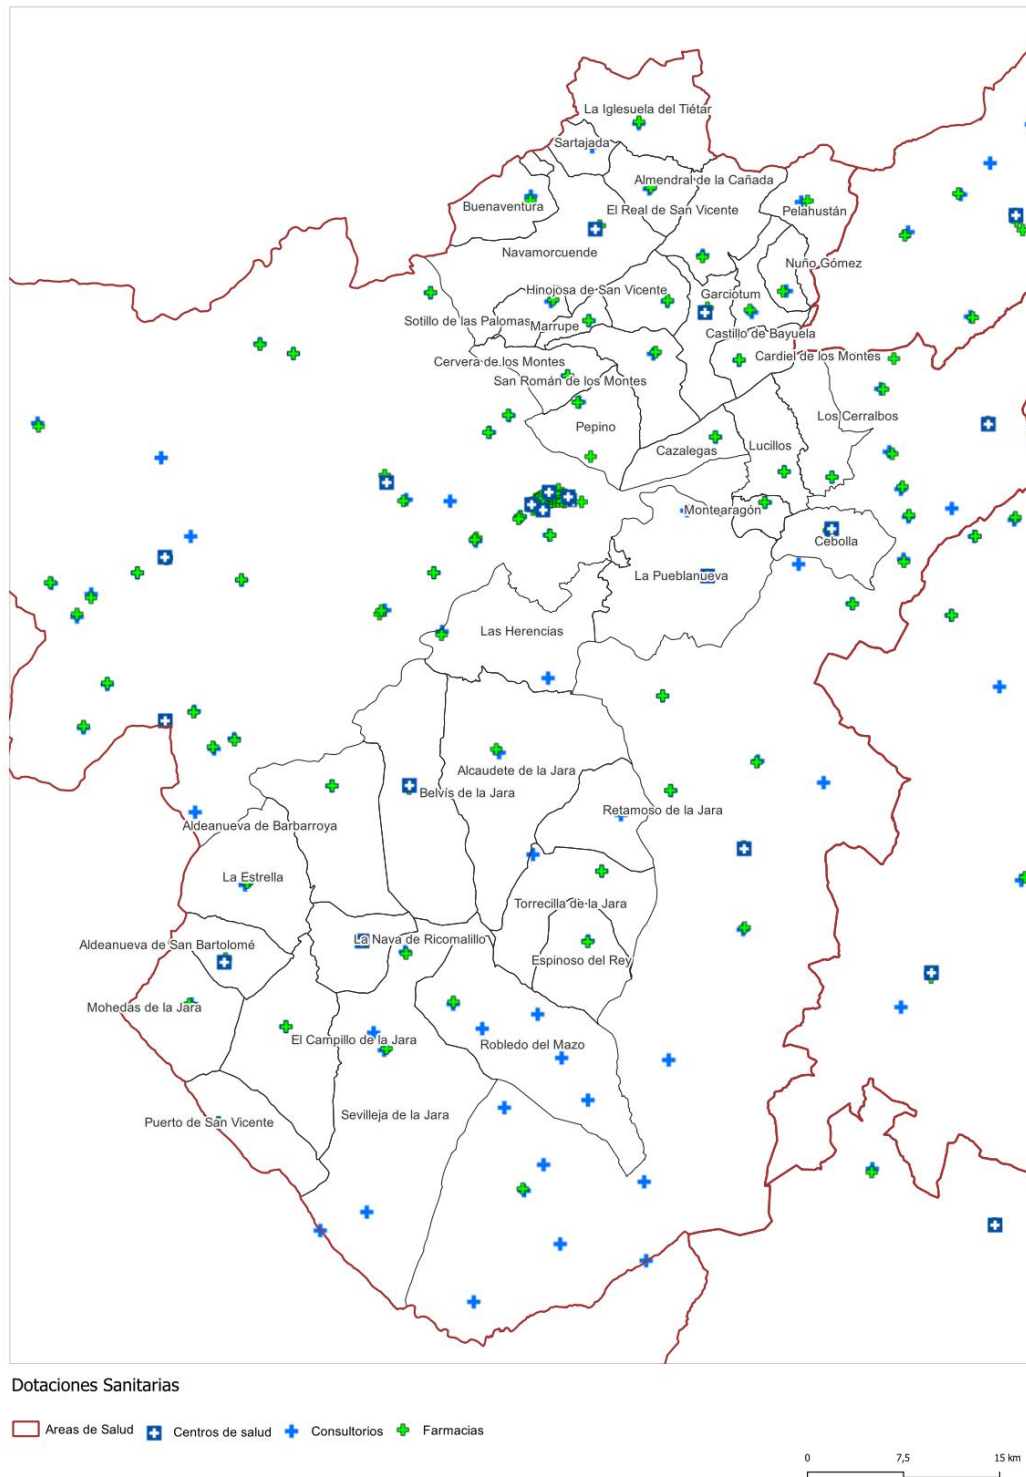 La Iglesuela del Tiétar
Sartajada
Almendral de la Cañada
Buenaventura
El Real de San Vicente
Pelahustán
Navamorcuende
Nuño Gómez
Hinojosa de San Vicente
Garciotum
Sotillo de las Palomas
Marrupe
Castillo de Bayuela
Cervera de los Montes
Cardiel de los Montes
San Román de los Montes
Los Cerralbos
Pepino
Cazalegas
Lucillos
Montearagón
Cebolla
La Pueblanueva
Las Herencias
Alcaudete de la Jara
Belvís de la Jara
Retamoso de la Jara
Aldeanueva de Barbarroya
La Estrella
Torrecilla de la Jara
Aldeanueva de San Bartolomé
La Nava de Ricomalillo
Espinoso del Rey
Mohedas de la Jara
El Campillo de la Jara
Robledo del Mazo
Puerto de San Vicente
Sevilleja de la Jara
Dotaciones Sanitarias
Areas de Salud
Centros de salud
Consultorios
Farmacias
0 7,5 15 km